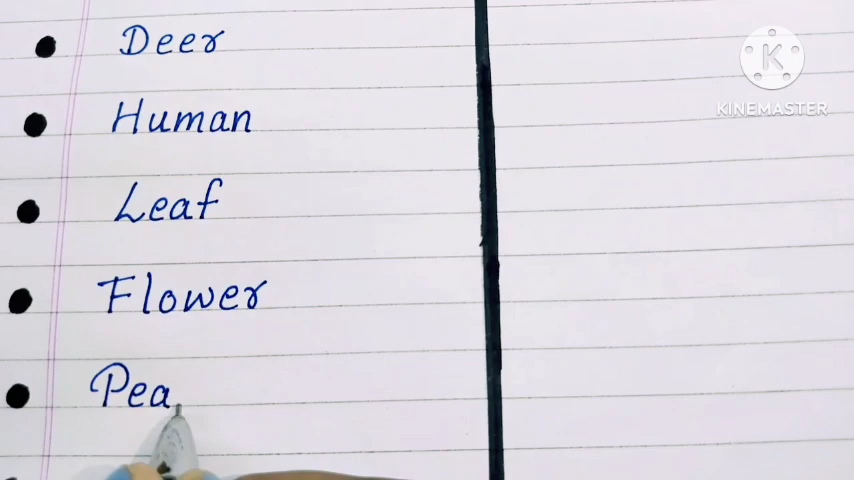 Deer
Human
Leaf
Flower
Pea
KINEMASTER